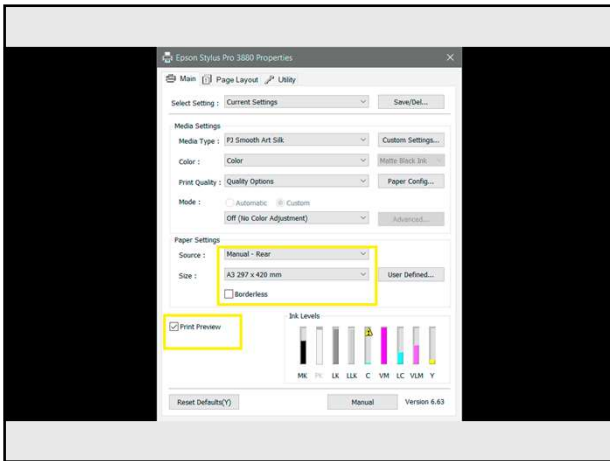 Epson Stylus Pro 3880 Properties
Main Page Layout Utility
Select Setting : Current Settings Save/Del...
Media Settings
Media Type : PJ Smooth Art Silk Custom Settings...
Color : Color Matte Black Ink
Print Quality : Quality Options Paper Config...
Mode : Automatic Custom
Off (No Color Adjustment) Advanced...
Paper Settings
Source : Manual - Rear
Size : A3 297 x 420 mm User Defined...
Borderless
Print Preview
Ink Levels
MK PK LK LLK C VM LC VLM Y
Reset Defaults(Y) Manual Version 6.63